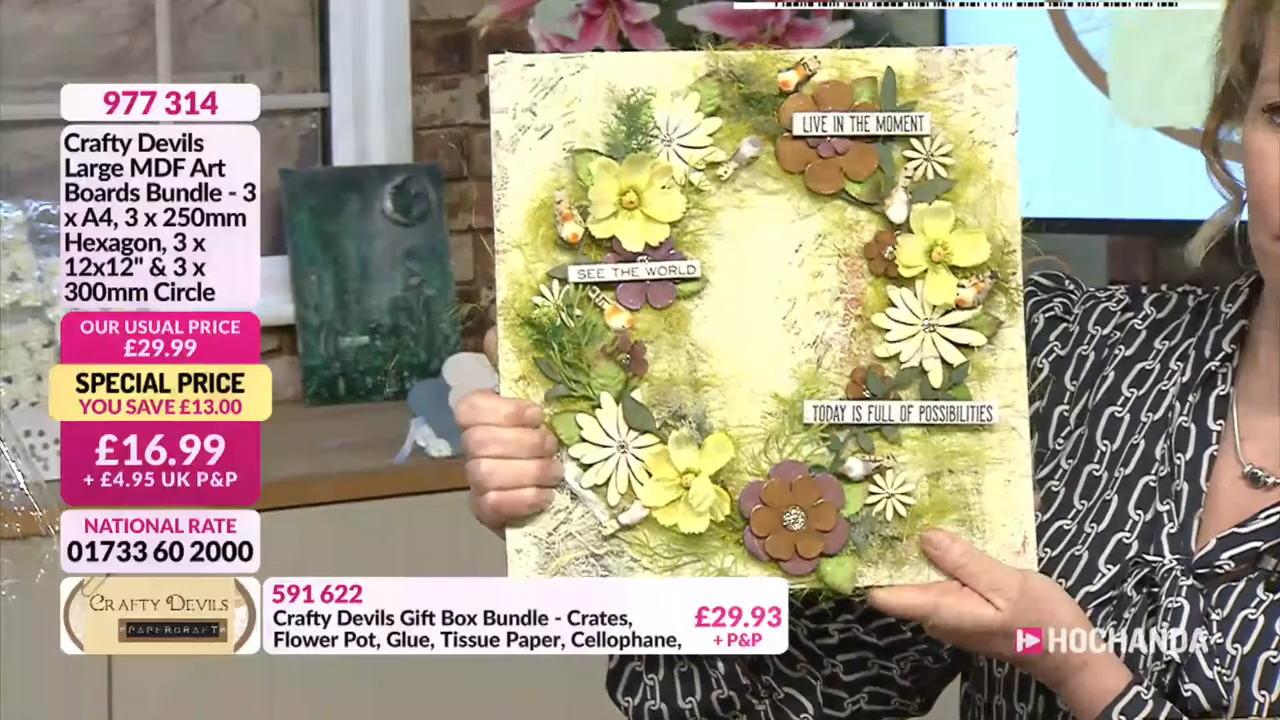 977 314
Crafty Devils
Large MDF Art
Boards Bundle - 3
x A4, 3 x 250mm
Hexagon, 3 x
12x12" & 3 x
300mm Circle
OUR USUAL PRICE
£29.99
SPECIAL PRICE
YOU SAVE £13.00
£16.99
+ £4.95 UK P&P
NATIONAL RATE
01733 60 2000
CRAFTY DEVILS
PAPERCRAFT
591 622
Crafty Devils Gift Box Bundle - Crates,
Flower Pot, Glue, Tissue Paper, Cellophane,
£29.93
+ P&P
LIVE IN THE MOMENT
SEE THE WORLD
TODAY IS FULL OF POSSIBILITIES
HOCHANDA